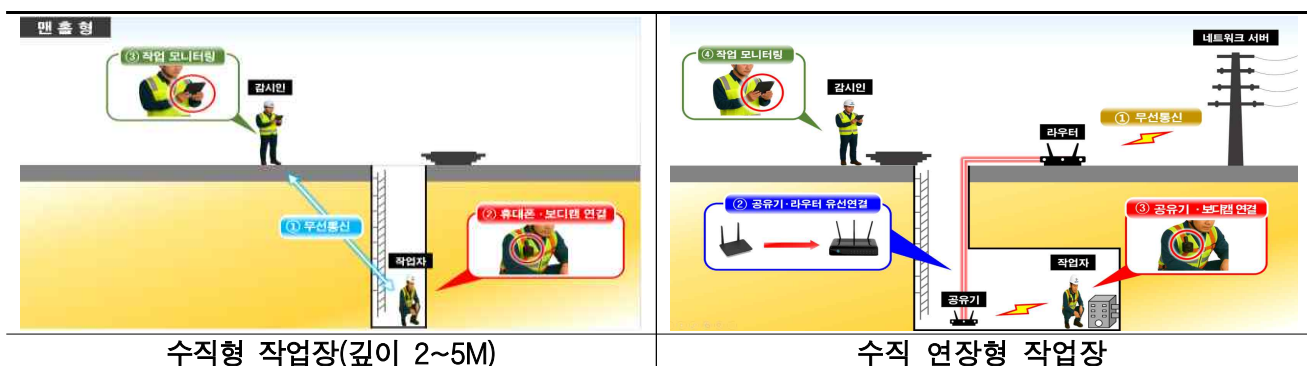 맨홀형
③ 작업 모니터링
감시인
① 무선통신
② 휴대폰·보디캠 연결
작업자
수직형 작업장(깊이 2~5M)
네트워크 서버
④ 작업 모니터링
감시인
① 무선통신
라우터
② 공유기·라우터 유선연결
③ 공유기·보디캠 연결
작업자
공유기
수직 연장형 작업장